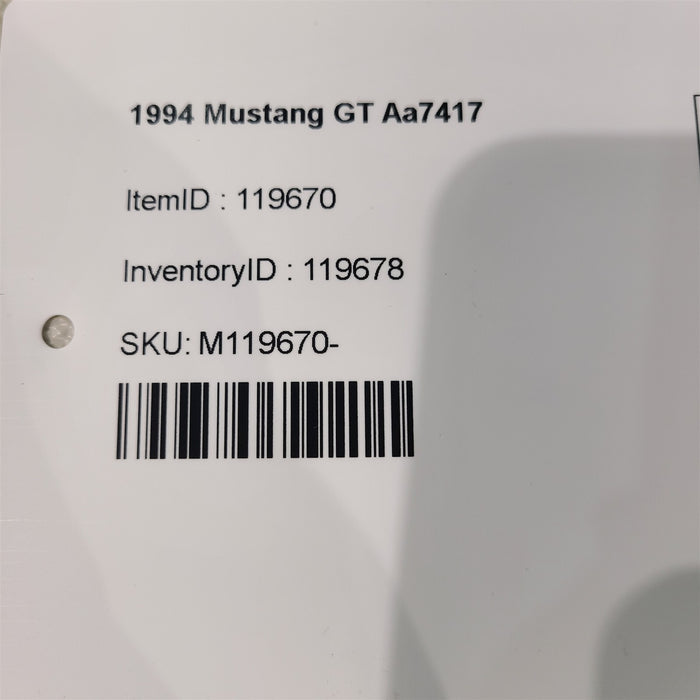 1994 Mustang GT Aa7417
ItemID : 119670
InventoryID : 119678
SKU: M119670-